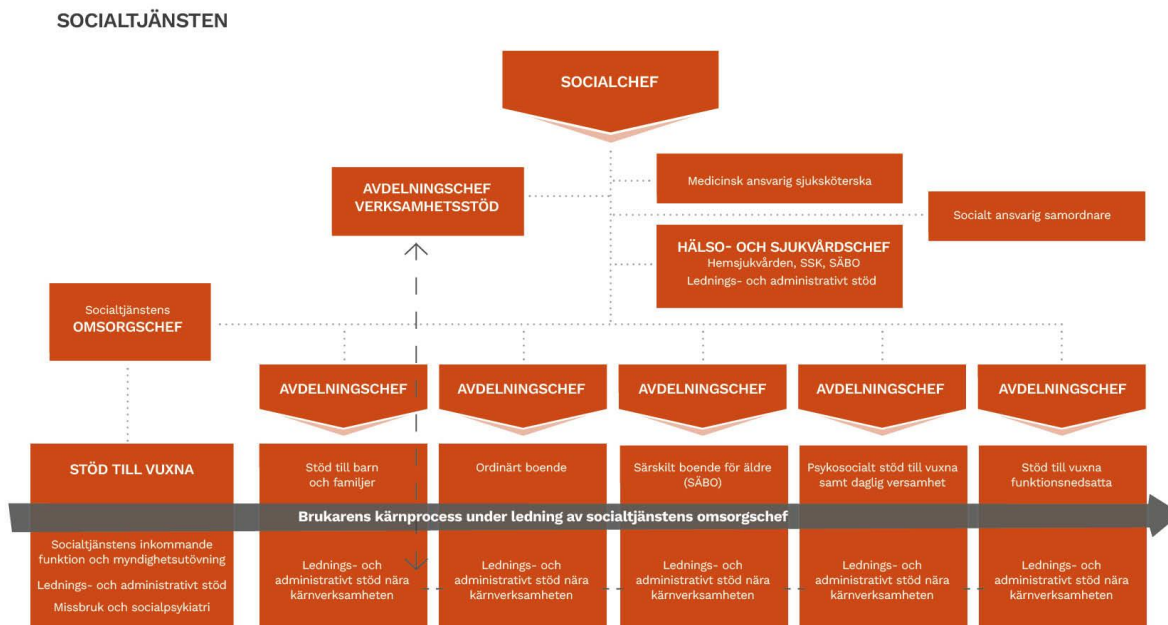 SOCIALTJÄNSTEN
SOCIALCHEF
AVDELNINGSCHEF
VERKSAMHETSSTÖD
Medicinsk ansvarig sjuksköterska
Socialt ansvarig samordnare
HÄLSO- OCH SJUKVÅRDSCHEF
Hemsjukvården, SSK, SÄBO
Lednings- och administrativt stöd
Socialtjänstens
OMSORGSCHEF
AVDELNINGSCHEF
AVDELNINGSCHEF
AVDELNINGSCHEF
AVDELNINGSCHEF
AVDELNINGSCHEF
STÖD TILL VUXNA
Stöd till barn
och familjer
Ordinärt boende
Särskilt boende för äldre
(SÄBO)
Psykosocialt stöd till vuxna
samt daglig versamhet
Stöd till vuxna
funktionsnedsatta
Brukarens kärnprocess under ledning av socialtjänstens omsorgschef
Socialtjänstens inkommande
funktion och myndighetsutövning
Lednings- och administrativt stöd
Missbruk och socialpsykiatri
Lednings- och
administrativt stöd nära
kärnverksamheten
Lednings- och
administrativt stöd nära
kärnverksamheten
Lednings- och
administrativt stöd nära
kärnverksamheten
Lednings- och
administrativt stöd nära
kärnverksamheten
Lednings- och
administrativt stöd nära
kärnverksamheten